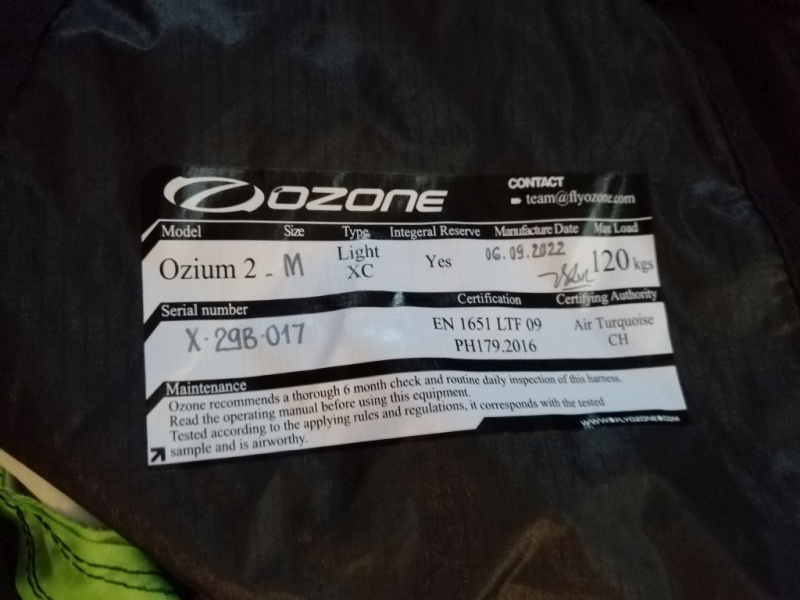 OZONE
CONTACT
team@flyozone.com
Model Size Type Integeral Reserve Manufacture Date Max Load
Ozium 2 - M Light XC Yes 06.09.2022 120 kgs
Serial number Certification Certifying Authority
X-29B-017 EN 1651 LTF 09 Air Turquoise
PH179.2016 CH
Maintenance
Ozone recommends a thorough 6 month check and routine daily inspection of this harness.
Read the operating manual before using this equipment.
Tested according to the applying rules and regulations, it corresponds with the tested
sample and is airworthy.
WWW.FLYOZONE.COM